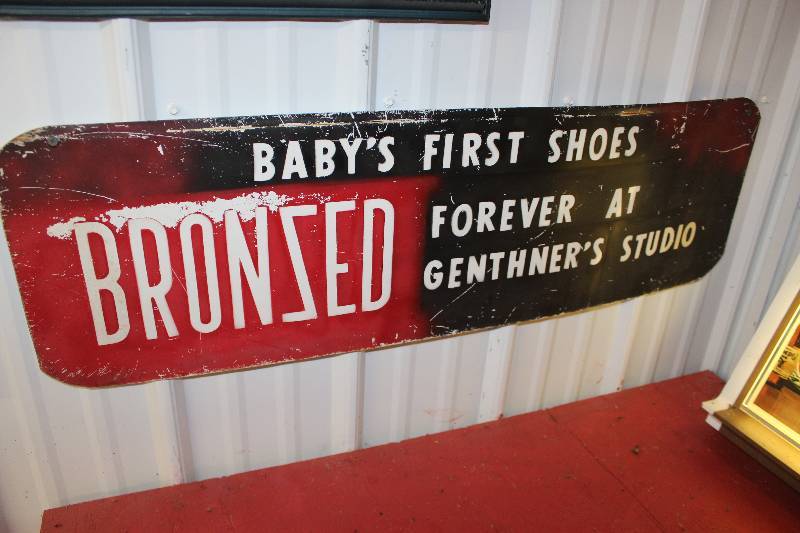 BABY'S FIRST SHOES
BRONZED FOREVER AT
GENTHNER'S STUDIO